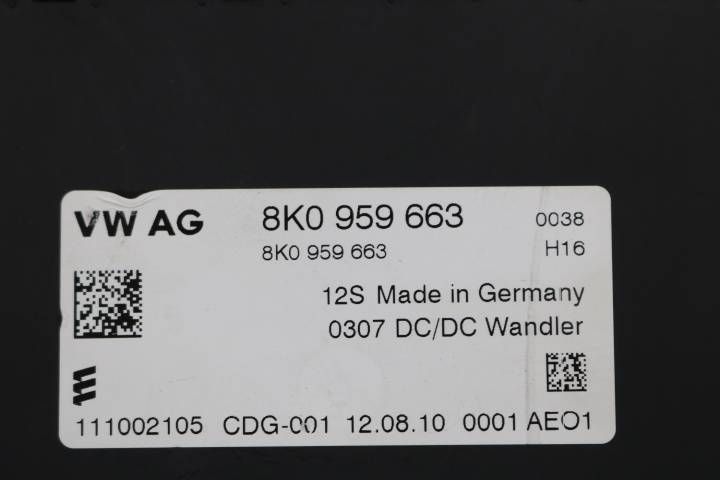 VW AG 8K0 959 663 0038
8K0 959 663 H16
12S Made in Germany
0307 DC/DC Wandler
111002105 CDG-001 12.08.10 0001 AEO1